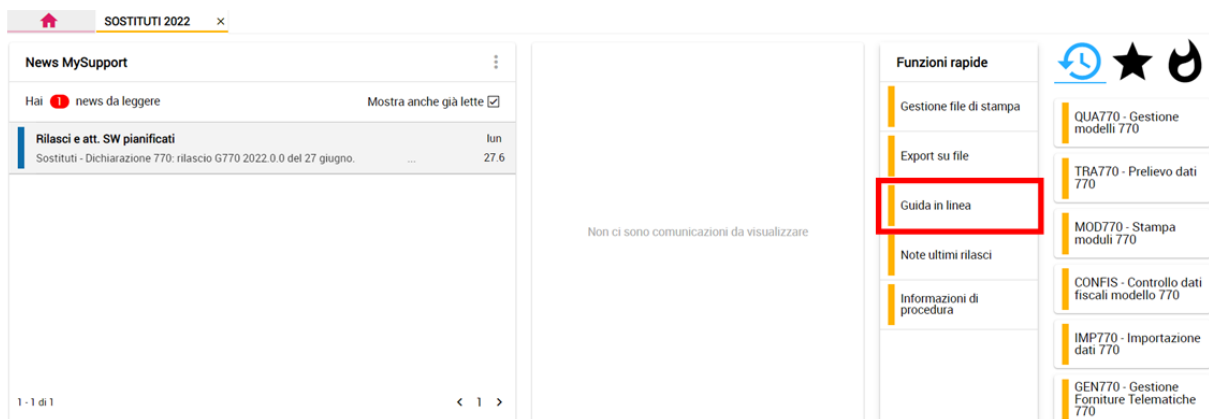 SOSTITUTI 2022 ×
News MySupport
Hai 1 news da leggere
Mostra anche già lette
Rilasci e att. SW pianificati
lun
Sostituti - Dichiarazione 770: rilascio G770 2022.0.0 del 27 giugno. ...
27.6
1 - 1 di 1
< 1 >
Non ci sono comunicazioni da visualizzare
Funzioni rapide
Gestione file di stampa
Export su file
Guida in linea
Note ultimi rilasci
Informazioni di
procedura
QUA770 - Gestione
modelli 770
TRA770 - Prelievo dati
770
MOD770 - Stampa
moduli 770
CONFIS - Controllo dati
fiscali modello 770
IMP770 - Importazione
dati 770
GEN770 - Gestione
Forniture Telematiche
770